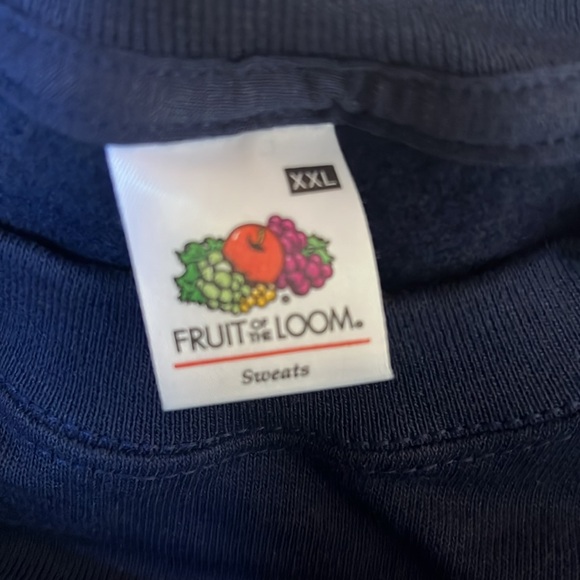 XXL
FRUIT OF THE LOOM®
Sweats